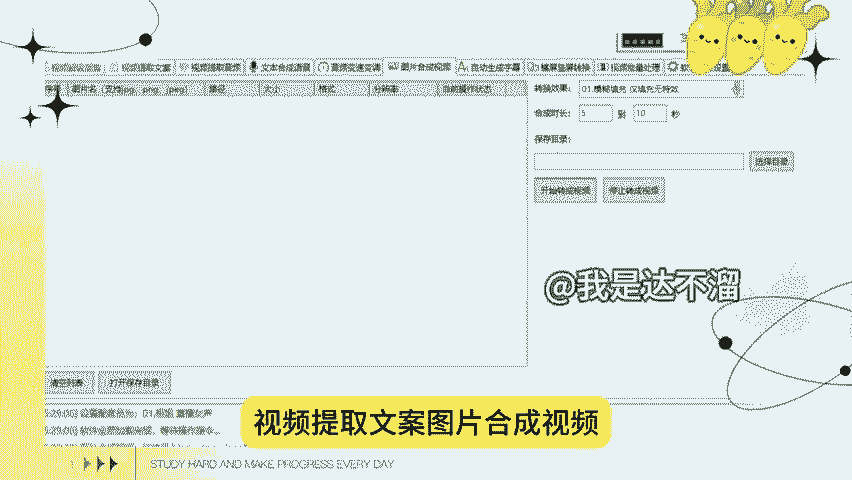 视频提取文案 视频提取音频 文本合成语音 音频变速变调 图片合成视频 自动生成字幕 横屏竖屏转换 视频批量处理
序号 图片名（支持jpg、png、jpeg） 路径 大小 格式 分辨率 当前操作状态
转换效果： 01.模糊填充 仅填充无特效
合成时长： 5 到 10 秒
保存目录：
选择目录
开始转成视频 停止转成视频
@我是达不溜
清空列表 打开保存目录
视频提取文案图片合成视频
STUDY HARD AND MAKE PROGRESS EVERY DAY